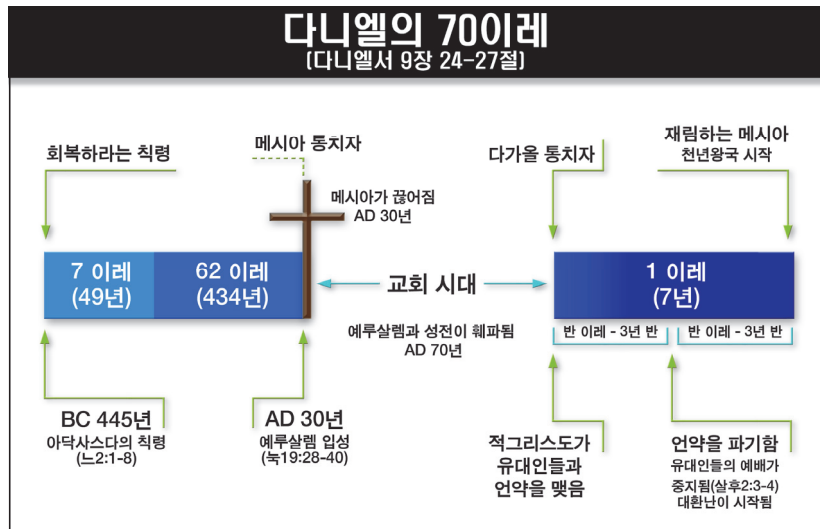 다니엘의 70이레
(다니엘서 9장 24-27절)
회복하라는 칙령
메시아 통치자
메시아가 끊어짐
AD 30년
다가올 통치자
재림하는 메시아
천년왕국 시작
7 이레
(49년)
62 이레
(434년)
교회 시대
1 이레
(7년)
예루살렘과 성전이 훼파됨
AD 70년
반 이레 - 3년 반
반 이레 - 3년 반
BC 445년
아닥사스다의 칙령
(느2:1-8)
AD 30년
예루살렘 입성
(눅19:28-40)
적그리스도가
유대인들과
언약을 맺음
언약을 파기함
유대인들의 예배가
중지됨(살후2:3-4)
대환난이 시작됨